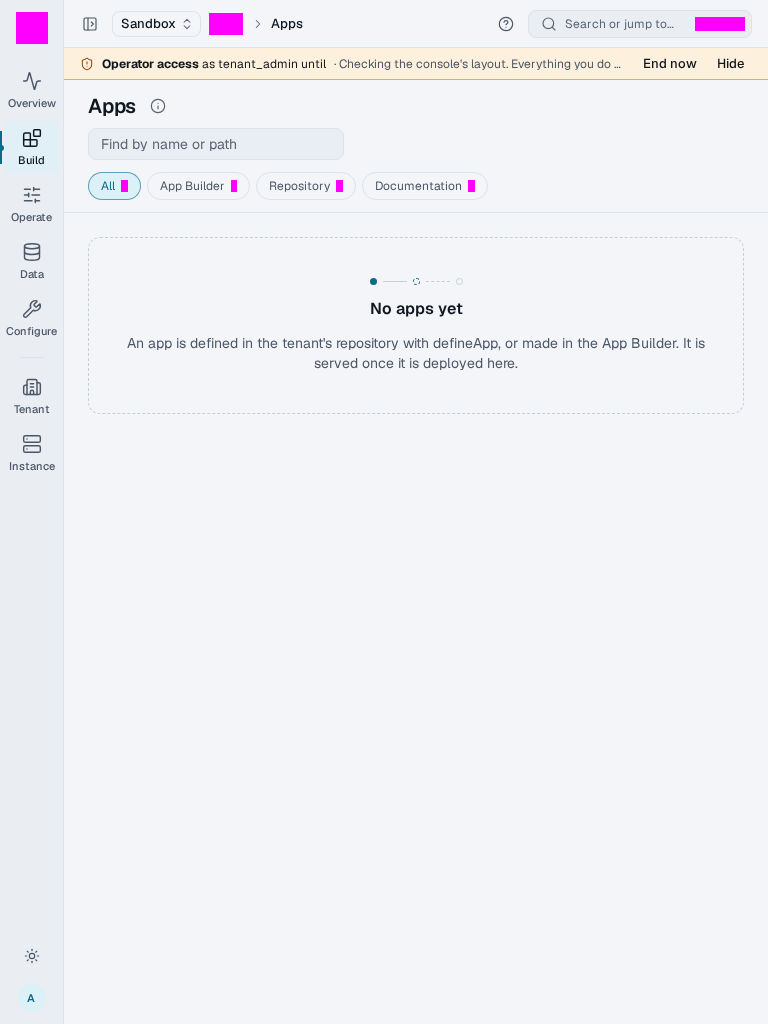 Sandbox
Apps
Search or jump to…
Operator access as tenant_admin until · Checking the console's layout. Everything you do …
End now
Hide
Overview
Build
Operate
Data
Configure
Tenant
Instance
A
Apps
Find by name or path
All
App Builder
Repository
Documentation
No apps yet
An app is defined in the tenant's repository with defineApp, or made in the App Builder. It is
served once it is deployed here.